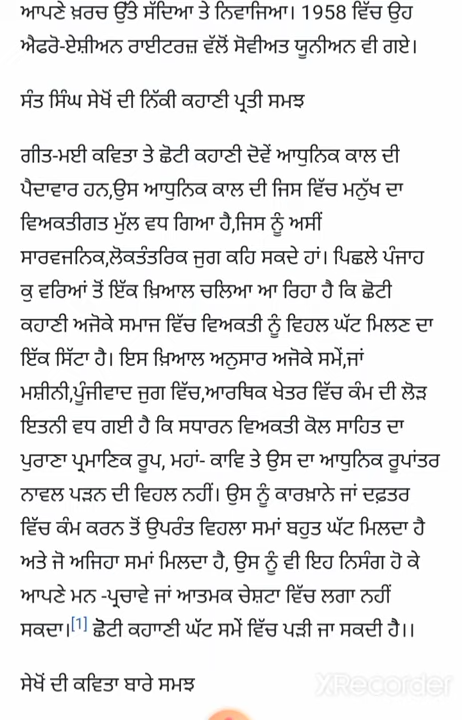 ਆਪਣੇ ਖ਼ਰਚ ਉੱਤੇ ਸੱਦਿਆ ਤੇ ਨਿਵਾਜਿਆ। 1958 ਵਿੱਚ ਉਹ
ਐਫਰੋ-ਏਸ਼ੀਅਨ ਰਾਈਟਰਜ਼ ਵੱਲੋਂ ਸੋਵੀਅਤ ਯੂਨੀਅਨ ਵੀ ਗਏ।
ਸੰਤ ਸਿੰਘ ਸੇਖੋਂ ਦੀ ਨਿੱਕੀ ਕਹਾਣੀ ਪ੍ਰਤੀ ਸਮਝ
ਗੀਤ-ਮਈ ਕਵਿਤਾ ਤੇ ਛੋਟੀ ਕਹਾਣੀ ਦੋਵੇਂ ਆਧੁਨਿਕ ਕਾਲ ਦੀ
ਪੈਦਾਵਾਰ ਹਨ,ਉਸ ਆਧੁਨਿਕ ਕਾਲ ਦੀ ਜਿਸ ਵਿੱਚ ਮਨੁੱਖ ਦਾ
ਵਿਅਕਤੀਗਤ ਮੁੱਲ ਵਧ ਗਿਆ ਹੈ,ਜਿਸ ਨੂੰ ਅਸੀਂ
ਸਾਰਵਜਨਿਕ,ਲੋਕਤੰਤਰਿਕ ਜੁਗ ਕਹਿ ਸਕਦੇ ਹਾਂ। ਪਿਛਲੇ ਪੰਜਾਹ
ਕੁ ਵਰਿਆਂ ਤੋਂ ਇੱਕ ਖ਼ਿਆਲ ਚਲਿਆ ਆ ਰਿਹਾ ਹੈ ਕਿ ਛੋਟੀ
ਕਹਾਣੀ ਅਜੋਕੇ ਸਮਾਜ ਵਿੱਚ ਵਿਅਕਤੀ ਨੂੰ ਵਿਹਲ ਘੱਟ ਮਿਲਣ ਦਾ
ਇੱਕ ਸਿੱਟਾ ਹੈ। ਇਸ ਖ਼ਿਆਲ ਅਨੁਸਾਰ ਅਜੋਕੇ ਸਮੇਂ,ਜਾਂ
ਮਸ਼ੀਨੀ,ਪੂੰਜੀਵਾਦ ਜੁਗ ਵਿੱਚ,ਆਰਥਿਕ ਖੇਤਰ ਵਿੱਚ ਕੰਮ ਦੀ ਲੋੜ
ਇਤਨੀ ਵਧ ਗਈ ਹੈ ਕਿ ਸਧਾਰਨ ਵਿਅਕਤੀ ਕੋਲ ਸਾਹਿਤ ਦਾ
ਪੁਰਾਣਾ ਪ੍ਰਮਾਣਿਕ ਰੂਪ, ਮਹਾਂ- ਕਾਵਿ ਤੇ ਉਸ ਦਾ ਆਧੁਨਿਕ ਰੂਪਾਂਤਰ
ਨਾਵਲ ਪੜਨ ਦੀ ਵਿਹਲ ਨਹੀਂ। ਉਸ ਨੂੰ ਕਾਰਖ਼ਾਨੇ ਜਾਂ ਦਫ਼ਤਰ
ਵਿੱਚ ਕੰਮ ਕਰਨ ਤੋਂ ਉਪਰੰਤ ਵਿਹਲਾ ਸਮਾਂ ਬਹੁਤ ਘੱਟ ਮਿਲਦਾ ਹੈ
ਅਤੇ ਜੋ ਅਜਿਹਾ ਸਮਾਂ ਮਿਲਦਾ ਹੈ, ਉਸ ਨੂੰ ਵੀ ਇਹ ਨਿਸੰਗ ਹੋ ਕੇ
ਆਪਣੇ ਮਨ -ਪ੍ਰਚਾਵੇ ਜਾਂ ਆਤਮਕ ਚੇਸ਼ਟਾ ਵਿੱਚ ਲਗਾ ਨਹੀਂ
ਸਕਦਾ।[1] ਛੋਟੀ ਕਹਾਣੀ ਘੱਟ ਸਮੇਂ ਵਿੱਚ ਪੜੀ ਜਾ ਸਕਦੀ ਹੈ।।
ਸੇਖੋਂ ਦੀ ਕਵਿਤਾ ਬਾਰੇ ਸਮਝ
XRecorder